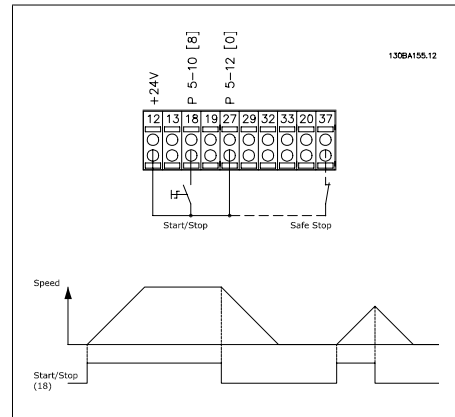 130BA155.12
+24V
P 5-10 [8]
P 5-12 [0]
12 13 18 19 27 29 32 33 20 37
Start/Stop
Safe Stop
Speed
Start/Stop
(18)